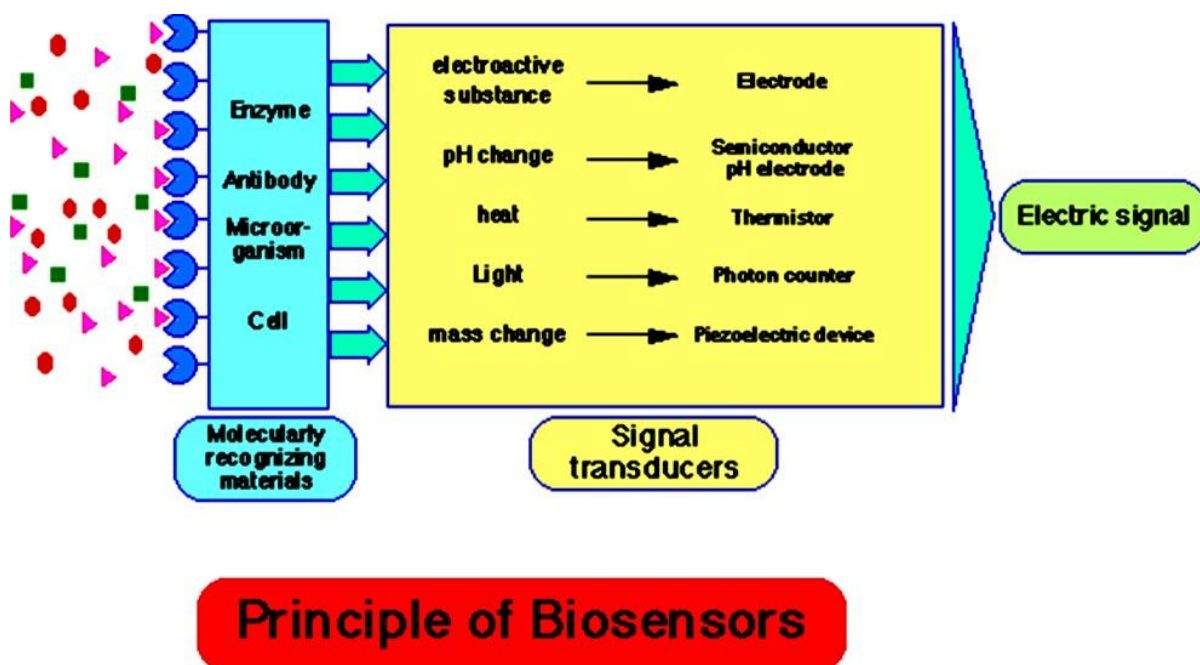 Enzyme
Antibody
Microor-
ganism
Cell
Molecularly
recognizing
materials
electroactive
substance
Electrode
pH change
Semiconductor
pH electrode
heat
Thermistor
Light
Photon counter
mass change
Piezoelectric device
Signal
transducers
Electric signal
Principle of Biosensors